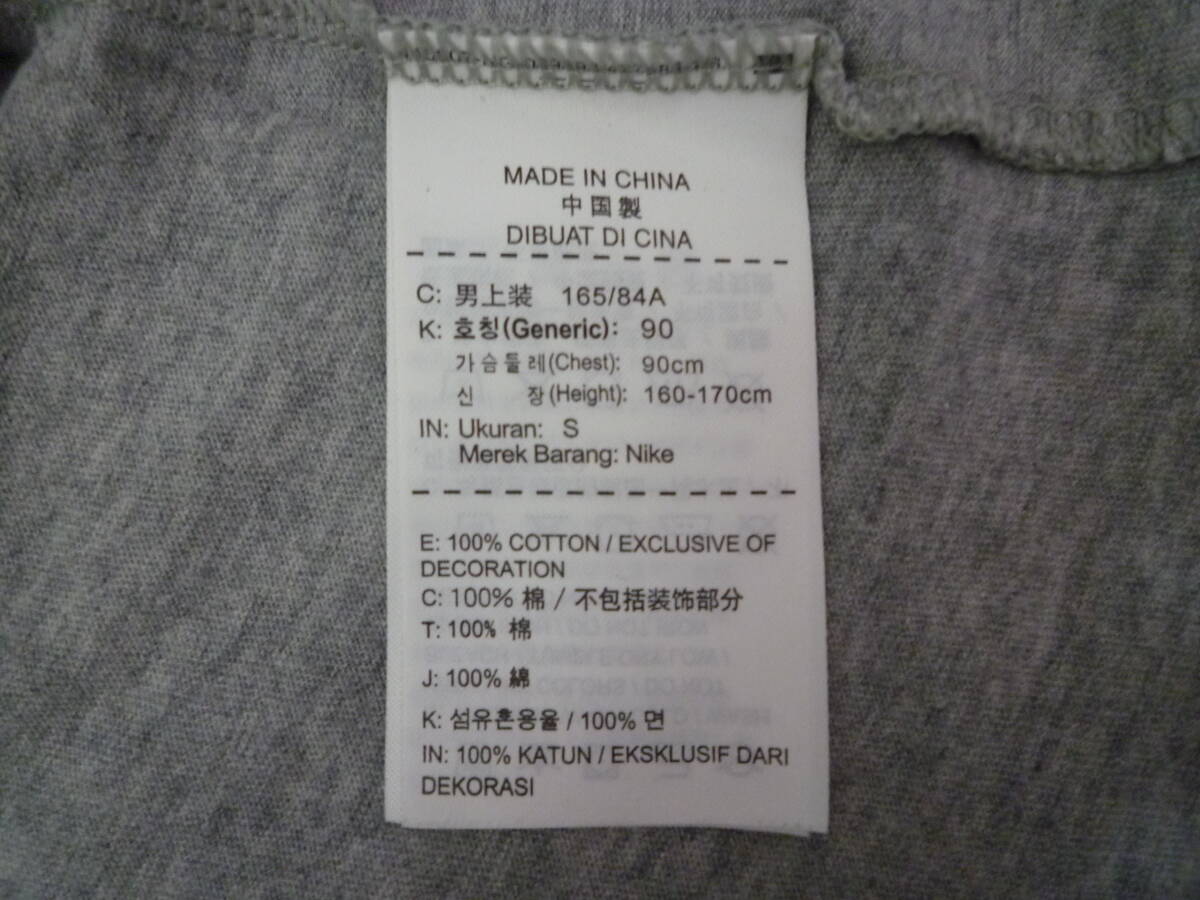 MADE IN CHINA
中国製
DIBUAT DI CINA
C: 男上装 165/84A
K: 호칭(Generic): 90
가슴둘레(Chest): 90cm
신 장(Height): 160-170cm
IN: Ukuran: S
Merek Barang: Nike
E: 100% COTTON / EXCLUSIVE OF
DECORATION
C: 100% 棉 / 不包括装饰部分
T: 100% 棉
J: 100% 綿
K: 섬유혼용율 / 100% 면
IN: 100% KATUN / EKSKLUSIF DARI
DEKORASI